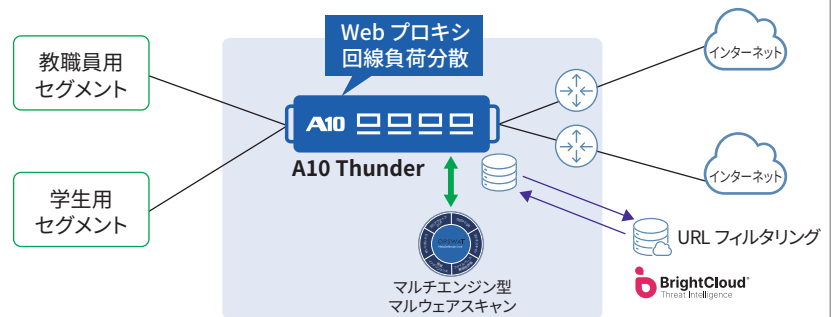 Web プロキシ
回線負荷分散
教職員用
セグメント
学生用
セグメント
A10
A10 Thunder
インターネット
インターネット
OPSWAT
マルチエンジン型
マルウェアスキャン
URL フィルタリング
BrightCloud
Threat Intelligence